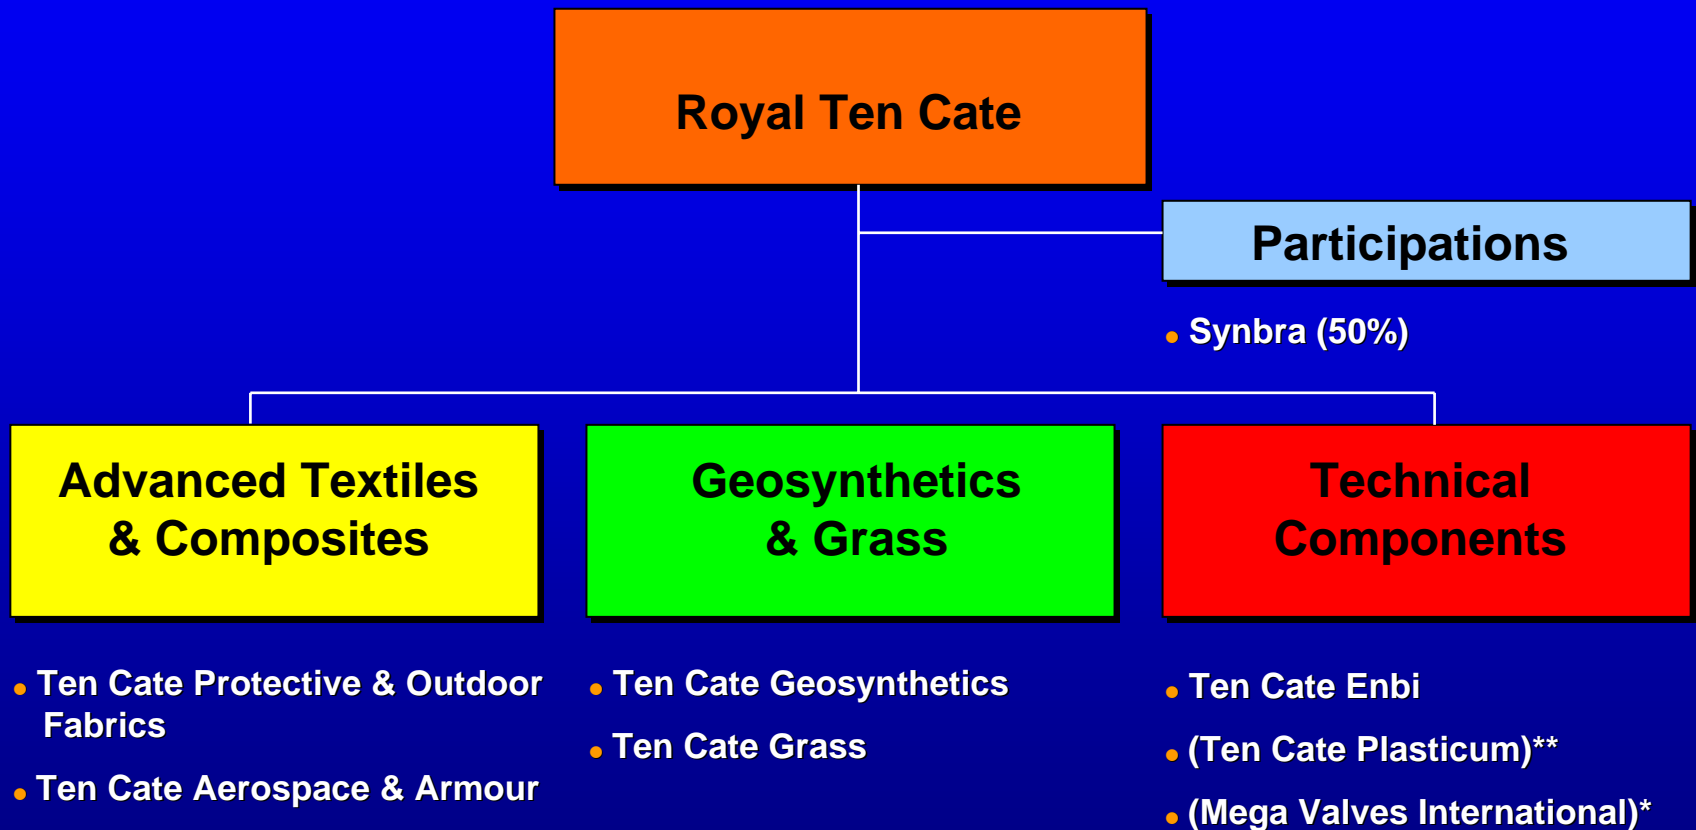 Royal Ten Cate
Participations
• Synbra (50%)
Advanced Textiles
& Composites
• Ten Cate Protective & Outdoor
Fabrics
• Ten Cate Aerospace & Armour
Geosynthetics
& Grass
• Ten Cate Geosynthetics
• Ten Cate Grass
Technical
Components
• Ten Cate Enbi
• (Ten Cate Plasticum)**
• (Mega Valves International)*